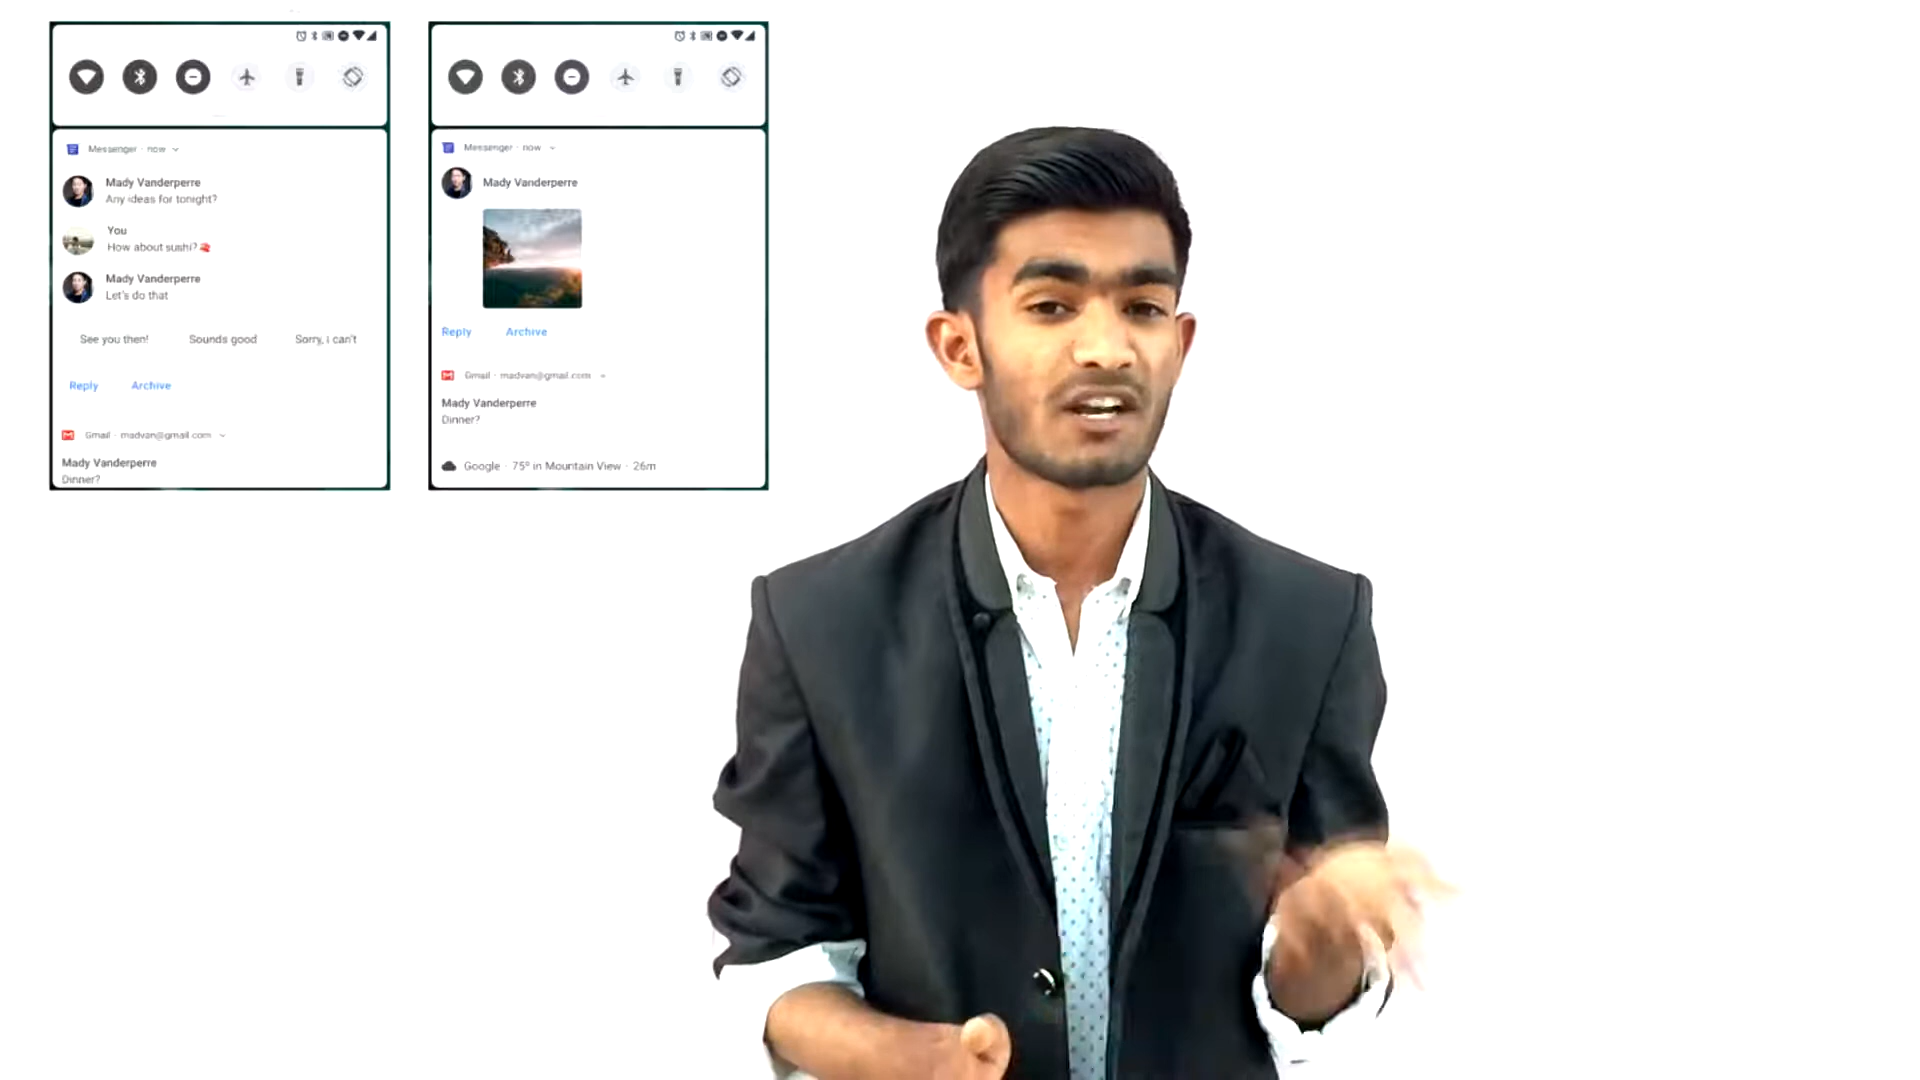 Messenger · now
Mady Vanderperre
Any ideas for tonight?
You
How about sushi? 🍣
Mady Vanderperre
Let's do that
See you then! Sounds good Sorry, I can't
Reply Archive
Gmail · madvan@gmail.com
Mady Vanderperre
Dinner?
Messenger · now
Mady Vanderperre
Reply Archive
Gmail · madvan@gmail.com
Mady Vanderperre
Dinner?
Google · 75° in Mountain View · 26m